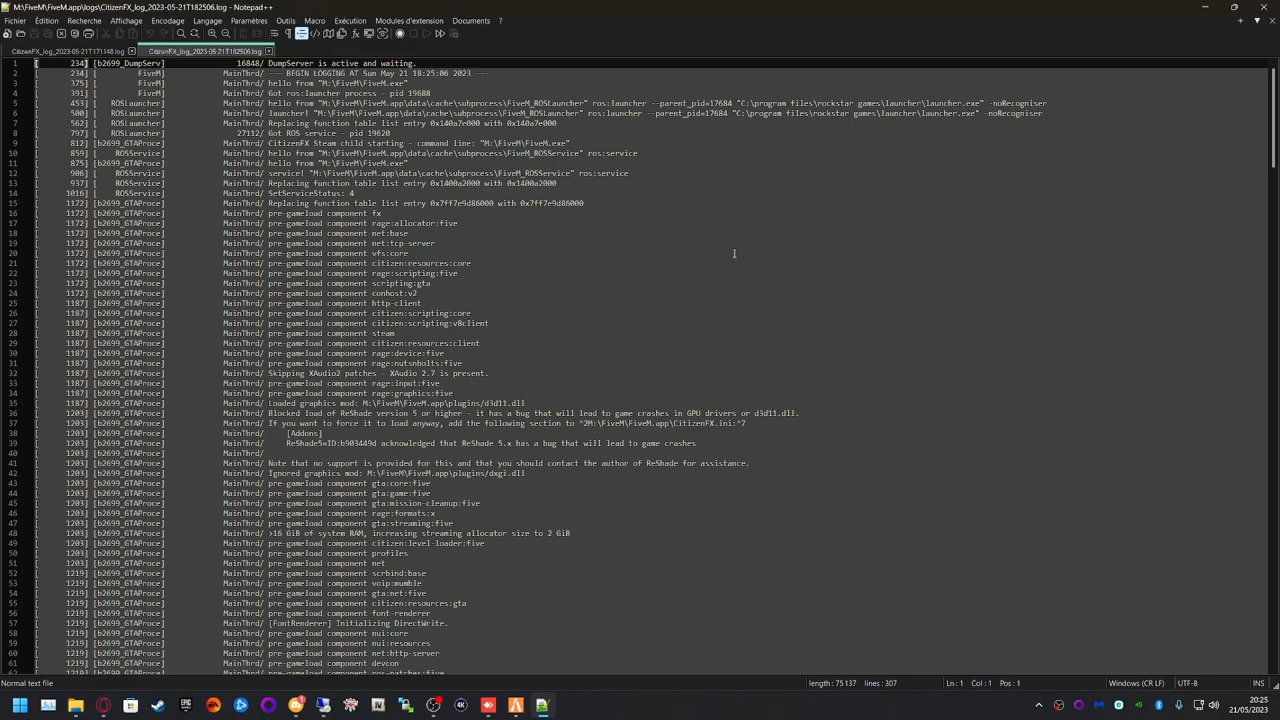 M:\FiveM\FiveM.app\logs\CitizenFX_log_2023-05-21T182506.log - Notepad++
Fichier Édition Recherche Affichage Encodage Langage Paramètres Outils Macro Exécution Modules d'extension Documents ?
CitizenFX_log_2023-05-21T171148.log CitizenFX_log_2023-05-21T182506.log
1 [ 234] [b2699_DumpServ] 16848/ DumpServer is active and waiting.
2 [ 234] [ FiveM] MainThrd/ --- BEGIN LOGGING AT Sun May 21 18:25:06 2023 ---
3 [ 375] [ FiveM] MainThrd/ hello from "M:\FiveM\FiveM.exe"
4 [ 391] [ FiveM] MainThrd/ Got ros:launcher process - pid 19688
5 [ 453] [ ROSLauncher] MainThrd/ hello from "M:\FiveM\FiveM.app\data\cache\subprocess\FiveM_ROSLauncher" ros:launcher --parent_pid=17684 "C:\program files\rockstar games\launcher\launcher.exe" -noRecogniser
6 [ 500] [ ROSLauncher] MainThrd/ launcher! "M:\FiveM\FiveM.app\data\cache\subprocess\FiveM_ROSLauncher" ros:launcher --parent_pid=17684 "C:\program files\rockstar games\launcher\launcher.exe" -noRecogniser
7 [ 562] [ ROSLauncher] MainThrd/ Replacing function table list entry 0x140a7e000 with 0x140a7e000
8 [ 797] [ ROSLauncher] 27112/ Got ROS service - pid 19620
9 [ 812] [b2699_GTAProce] MainThrd/ CitizenFX Steam child starting - command line: "M:\FiveM\FiveM.exe"
10 [ 859] [ ROSService] MainThrd/ hello from "M:\FiveM\FiveM.app\data\cache\subprocess\FiveM_ROSService" ros:service
11 [ 875] [b2699_GTAProce] MainThrd/ hello from "M:\FiveM\FiveM.exe"
12 [ 906] [ ROSService] MainThrd/ service! "M:\FiveM\FiveM.app\data\cache\subprocess\FiveM_ROSService" ros:service
13 [ 937] [ ROSService] MainThrd/ Replacing function table list entry 0x1400a2000 with 0x1400a2000
14 [ 1016] [ ROSService] MainThrd/ SetServiceStatus: 4
15 [ 1172] [b2699_GTAProce] MainThrd/ Replacing function table list entry 0x7ff7e9d86000 with 0x7ff7e9d86000
16 [ 1172] [b2699_GTAProce] MainThrd/ pre-gameload component fx
17 [ 1172] [b2699_GTAProce] MainThrd/ pre-gameload component rage:allocator:five
18 [ 1172] [b2699_GTAProce] MainThrd/ pre-gameload component net:base
19 [ 1172] [b2699_GTAProce] MainThrd/ pre-gameload component net:tcp-server
20 [ 1172] [b2699_GTAProce] MainThrd/ pre-gameload component vfs:core
21 [ 1172] [b2699_GTAProce] MainThrd/ pre-gameload component citizen:resources:core
22 [ 1172] [b2699_GTAProce] MainThrd/ pre-gameload component rage:scripting:five
23 [ 1172] [b2699_GTAProce] MainThrd/ pre-gameload component scripting:gta
24 [ 1172] [b2699_GTAProce] MainThrd/ pre-gameload component conhost:v2
25 [ 1187] [b2699_GTAProce] MainThrd/ pre-gameload component http-client
26 [ 1187] [b2699_GTAProce] MainThrd/ pre-gameload component citizen:scripting:core
27 [ 1187] [b2699_GTAProce] MainThrd/ pre-gameload component citizen:scripting:v8client
28 [ 1187] [b2699_GTAProce] MainThrd/ pre-gameload component steam
29 [ 1187] [b2699_GTAProce] MainThrd/ pre-gameload component citizen:resources:client
30 [ 1187] [b2699_GTAProce] MainThrd/ pre-gameload component rage:device:five
31 [ 1187] [b2699_GTAProce] MainThrd/ pre-gameload component rage:nutsnbolts:five
32 [ 1187] [b2699_GTAProce] MainThrd/ Skipping XAudio2 patches - XAudio 2.7 is present.
33 [ 1187] [b2699_GTAProce] MainThrd/ pre-gameload component rage:input:five
34 [ 1187] [b2699_GTAProce] MainThrd/ pre-gameload component rage:graphics:five
35 [ 1187] [b2699_GTAProce] MainThrd/ Loaded graphics mod: M:\FiveM\FiveM.app\plugins/d3d11.dll
36 [ 1203] [b2699_GTAProce] MainThrd/ Blocked load of ReShade version 5 or higher - it has a bug that will lead to game crashes in GPU drivers or d3d11.dll.
37 [ 1203] [b2699_GTAProce] MainThrd/ If you want to force it to load anyway, add the following section to ^2M:\FiveM\FiveM.app\CitizenFX.ini:^7
38 [ 1203] [b2699_GTAProce] MainThrd/ [Addons]
39 [ 1203] [b2699_GTAProce] MainThrd/ ReShade5=ID:b903449d acknowledged that ReShade 5.x has a bug that will lead to game crashes
40 [ 1203] [b2699_GTAProce] MainThrd/
41 [ 1203] [b2699_GTAProce] MainThrd/ Note that no support is provided for this and that you should contact the author of ReShade for assistance.
42 [ 1203] [b2699_GTAProce] MainThrd/ Ignored graphics mod: M:\FiveM\FiveM.app\plugins/dxgi.dll
43 [ 1203] [b2699_GTAProce] MainThrd/ pre-gameload component gta:core:five
44 [ 1203] [b2699_GTAProce] MainThrd/ pre-gameload component gta:game:five
45 [ 1203] [b2699_GTAProce] MainThrd/ pre-gameload component gta:mission-cleanup:five
46 [ 1203] [b2699_GTAProce] MainThrd/ pre-gameload component rage:formats:x
47 [ 1203] [b2699_GTAProce] MainThrd/ pre-gameload component gta:streaming:five
48 [ 1203] [b2699_GTAProce] MainThrd/ >16 GiB of system RAM, increasing streaming allocator size to 2 GiB
49 [ 1203] [b2699_GTAProce] MainThrd/ pre-gameload component citizen:level-loader:five
50 [ 1203] [b2699_GTAProce] MainThrd/ pre-gameload component profiles
51 [ 1203] [b2699_GTAProce] MainThrd/ pre-gameload component net
52 [ 1219] [b2699_GTAProce] MainThrd/ pre-gameload component scrbind:base
53 [ 1219] [b2699_GTAProce] MainThrd/ pre-gameload component voip:mumble
54 [ 1219] [b2699_GTAProce] MainThrd/ pre-gameload component gta:net:five
55 [ 1219] [b2699_GTAProce] MainThrd/ pre-gameload component citizen:resources:gta
56 [ 1219] [b2699_GTAProce] MainThrd/ pre-gameload component font-renderer
57 [ 1219] [b2699_GTAProce] MainThrd/ [FontRenderer] Initializing DirectWrite.
58 [ 1219] [b2699_GTAProce] MainThrd/ pre-gameload component nui:core
59 [ 1219] [b2699_GTAProce] MainThrd/ pre-gameload component nui:resources
60 [ 1219] [b2699_GTAProce] MainThrd/ pre-gameload component net:http-server
61 [ 1219] [b2699_GTAProce] MainThrd/ pre-gameload component devcon
62 [ 1219] [b2699_GTAProce] MainThrd/ pre-gameload component ros-patches:five
Normal text file length : 75 137 lines : 307 Ln : 1 Col : 1 Pos : 1 Windows (CR LF) UTF-8 INS
20:25
21/05/2023